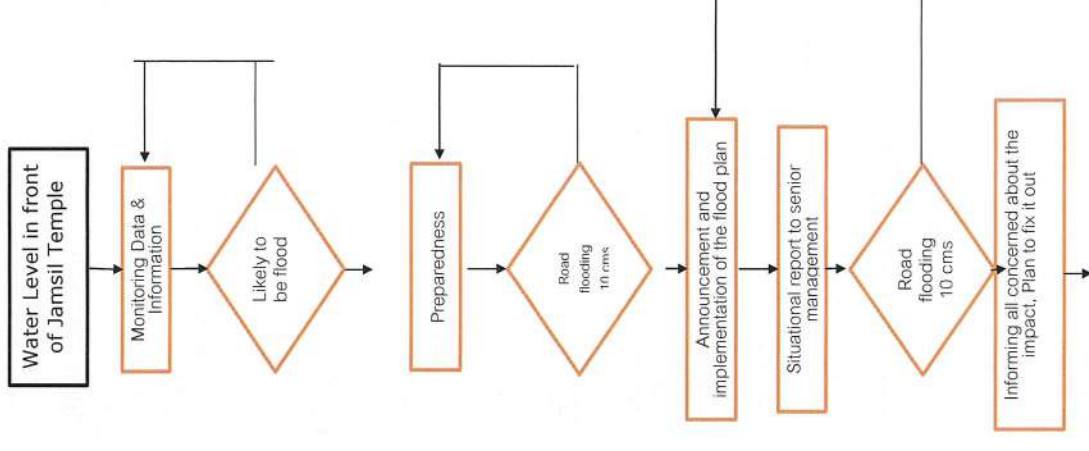 Water Level in front
of Jamsil Temple
Monitoring Data &
Information
Likely to
be flood
Preparedness
Road
flooding
10 cms
Announcement and
implementation of the flood plan
Situational report to senior
management
Road
flooding
10 cms
Informing all concerned about the
impact, Plan to fix it out